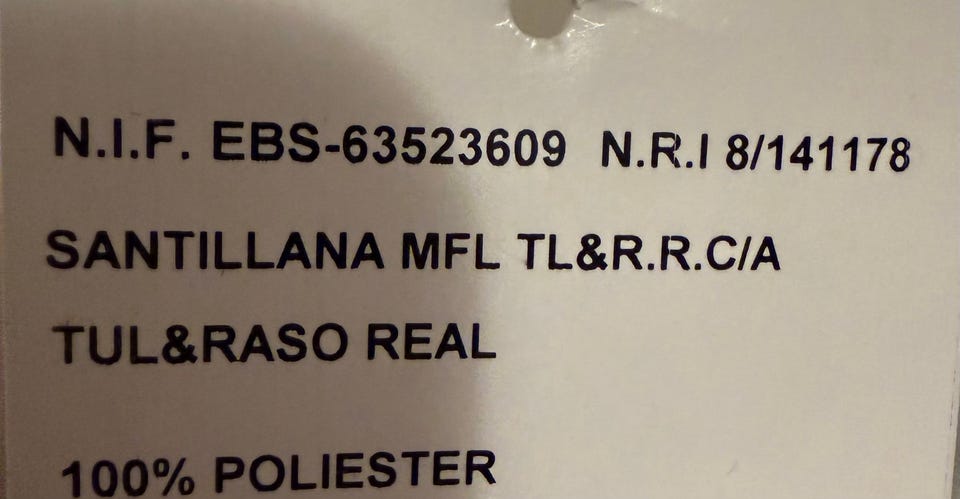 N.I.F. EBS-63523609 N.R.I 8/141178
SANTILLANA MFL TL&R.R.C/A
TUL&RASO REAL
100% POLIESTER